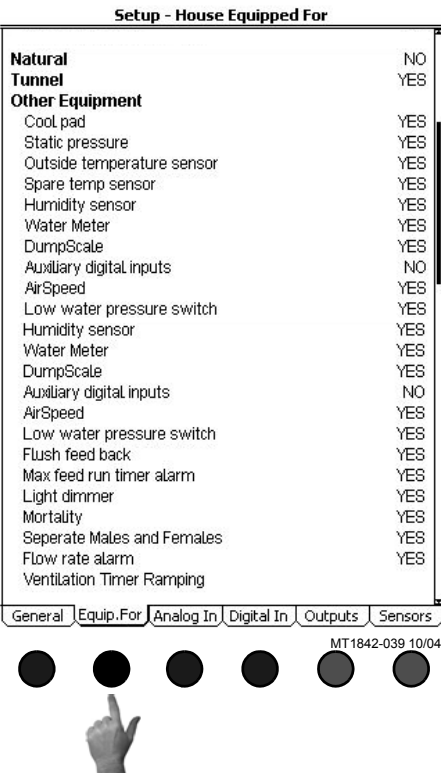 Setup - House Equipped For
Natural NO
Tunnel YES
Other Equipment
Cool pad YES
Static pressure YES
Outside temperature sensor YES
Spare temp sensor YES
Humidity sensor YES
Water Meter YES
DumpScale YES
Auxiliary digital inputs NO
AirSpeed YES
Low water pressure switch YES
Humidity sensor YES
Water Meter YES
DumpScale YES
Auxiliary digital inputs NO
AirSpeed YES
Low water pressure switch YES
Flush feed back YES
Max feed run timer alarm YES
Light dimmer YES
Mortality YES
Seperate Males and Females YES
Flow rate alarm YES
Ventilation Timer Ramping
General Equip.For Analog In Digital In Outputs Sensors
MT1842-039 10/04